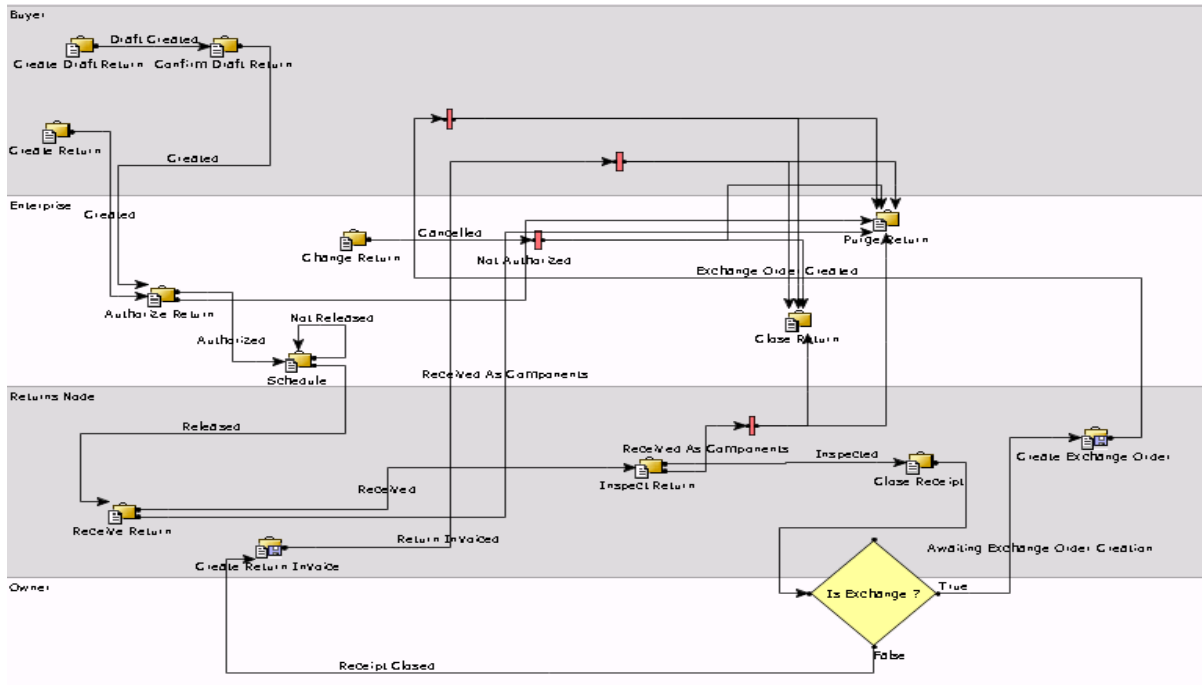 Buyer
Draft Created
Create Draft Return
Confirm Draft Return
Create Return
Created
Enterprise
Created
Cancelled
Purge Return
Change Return
Not Authorized
Exchange Order Created
Authorize Return
Not Released
Authorized
Close Return
Schedule
Received As Components
Returns Node
Released
Received As Components
Inspected
Create Exchange Order
Received
Inspect Return
Close Receipt
Receive Return
Return Invoiced
Awaiting Exchange Order Creation
Create Return Invoice
Owner
Is Exchange ?
True
False
Receipt Closed